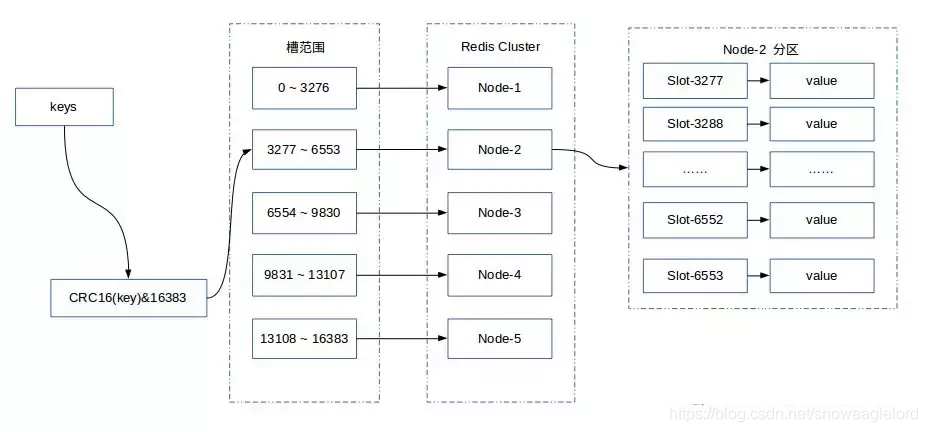 keys
CRC16(key)&16383
槽范围
0 ~ 3276
3277 ~ 6553
6554 ~ 9830
9831 ~ 13107
13108 ~ 16383
Redis Cluster
Node-1
Node-2
Node-3
Node-4
Node-5
Node-2 分区
Slot-3277
value
Slot-3288
value
......
......
Slot-6552
value
Slot-6553
value
https://blog.csdn.net/snoweaglelord